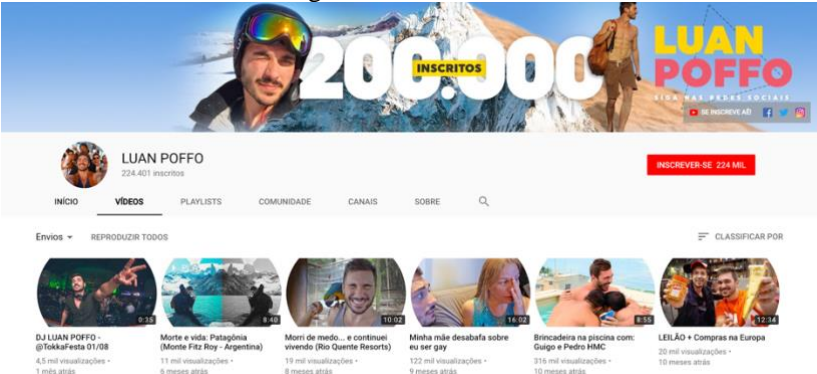 200.000
INSCRITOS
LUAN
POFFO
SIGA NAS REDES SOCIAIS
SE INSCREVE AÍ!
LUAN POFFO
224.401 inscritos
INSCREVER-SE 224 MIL
INÍCIO VÍDEOS PLAYLISTS COMUNIDADE CANAIS SOBRE
Envios REPRODUZIR TODOS CLASSIFICAR POR
0:35 8:40 10:02 16:02 8:55 12:34
DJ LUAN POFFO -
@TokkaFesta 01/08
4,5 mil visualizações •
1 mês atrás
Morte e vida: Patagônia
(Monte Fitz Roy - Argentina)
11 mil visualizações •
6 meses atrás
Morri de medo... e continuei
vivendo (Rio Quente Resorts)
19 mil visualizações •
8 meses atrás
Minha mãe desabafa sobre
eu ser gay
122 mil visualizações •
9 meses atrás
Brincadeira na piscina com:
Guigo e Pedro HMC
316 mil visualizações •
10 meses atrás
LEILÃO + Compras na Europa
20 mil visualizações •
10 meses atrás